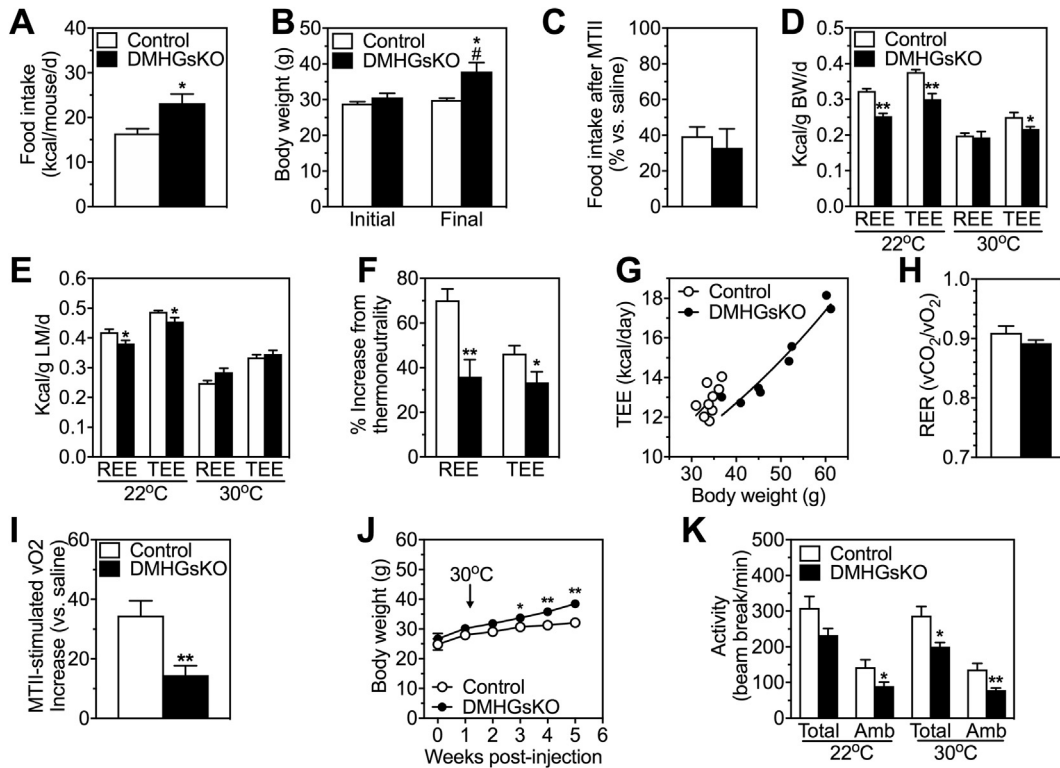 A
Control
DMHGsKO
Food intake
(kcal/mouse/d)
40
30
20
10
0
*
B
Control
DMHGsKO
Body weight (g)
50
40
30
20
10
0
*
#
Initial Final
C
Food intake after MTII
(% vs. saline)
100
80
60
40
20
0
D
Control
DMHGsKO
Kcal/g BW/d
0.5
0.4
0.3
0.2
0.1
0.0
** ** *
REE TEE REE TEE
22ºC 30ºC
E
Kcal/g LM/d
0.6
0.5
0.4
0.3
0.2
0.1
0.0
* *
REE TEE REE TEE
22ºC 30ºC
F
% Increase from
thermoneutrality
80
60
40
20
0
** *
REE TEE
G
Control
DMHGsKO
TEE (kcal/day)
18
16
14
12
10
30 40 50 60
Body weight (g)
H
RER (vCO2/vO2)
1.0
0.9
0.8
0.7
I
Control
DMHGsKO
MTII-stimulated vO2
Increase (vs. saline)
60
40
20
0
**
J
Body weight (g)
60
50
40
30
20
10
0
30ºC
* ** **
Control
DMHGsKO
0 1 2 3 4 5 6
Weeks post-injection
K
Control
DMHGsKO
Activity
(beam break/min)
500
400
300
200
100
0
* * **
Total Amb Total Amb
22ºC 30ºC